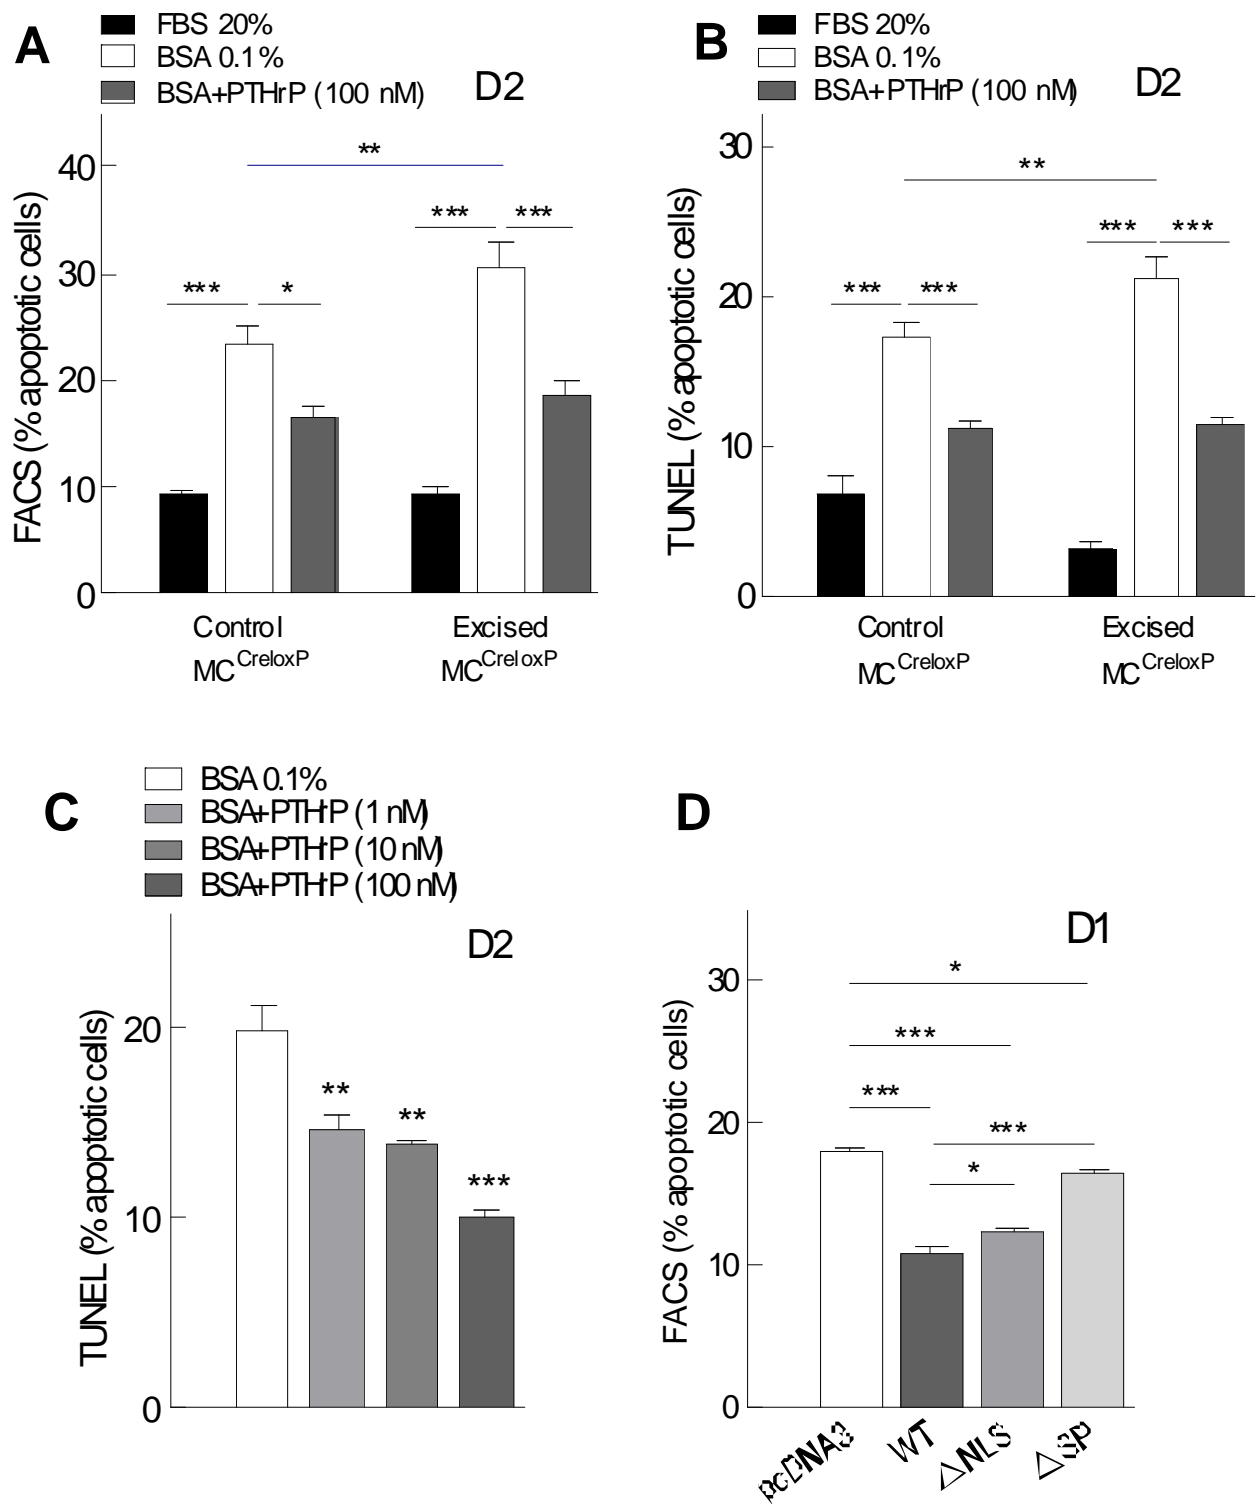 A
FBS 20%
BSA 0.1%
BSA+PTHrP (100 nM)
D2
FACS (% apoptotic cells)
40
30
20
10
0
**
***
*
***
***
Control
MC^CreloxP
Excised
MC^CreloxP
B
FBS 20%
BSA 0.1%
BSA+PTHrP (100 nM)
D2
TUNEL (% apoptotic cells)
30
20
10
0
**
***
***
***
***
Control
MC^CreloxP
Excised
MC^CreloxP
C
BSA 0.1%
BSA+PTHrP (1 nM)
BSA+PTHrP (10 nM)
BSA+PTHrP (100 nM)
D2
TUNEL (% apoptotic cells)
20
10
0
**
**
***
D
D1
FACS (% apoptotic cells)
30
20
10
0
*
***
***
***
*
pcDNA3
WT
△NLS
△SP